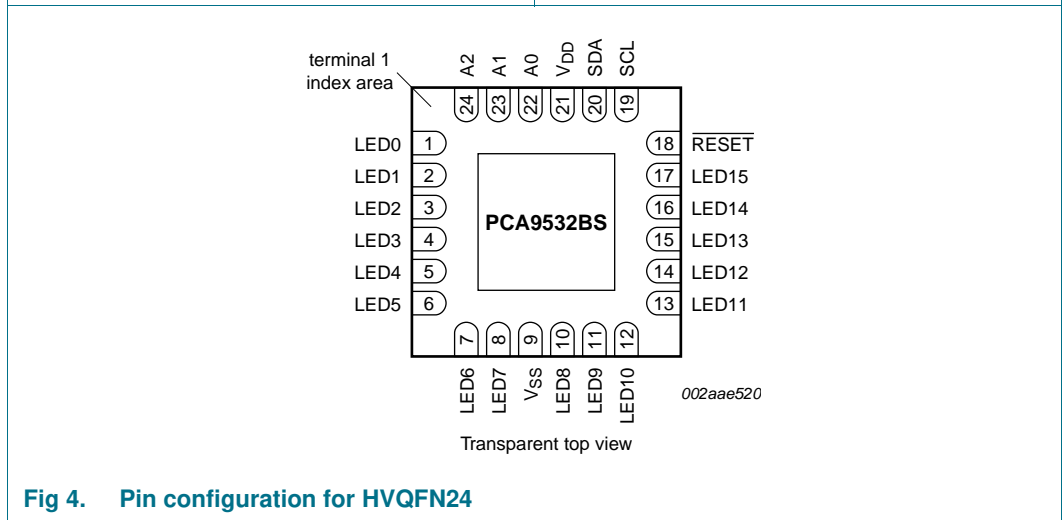 terminal 1
index area
A2
A1
A0
VDD
SDA
SCL
24
23
22
21
20
19
LED0 1
LED1 2
LED2 3
LED3 4
LED4 5
LED5 6
PCA9532BS
18 RESET
17 LED15
16 LED14
15 LED13
14 LED12
13 LED11
7
8
9
10
11
12
LED6
LED7
VSS
LED8
LED9
LED10
002aae520
Transparent top view
Fig 4. Pin configuration for HVQFN24